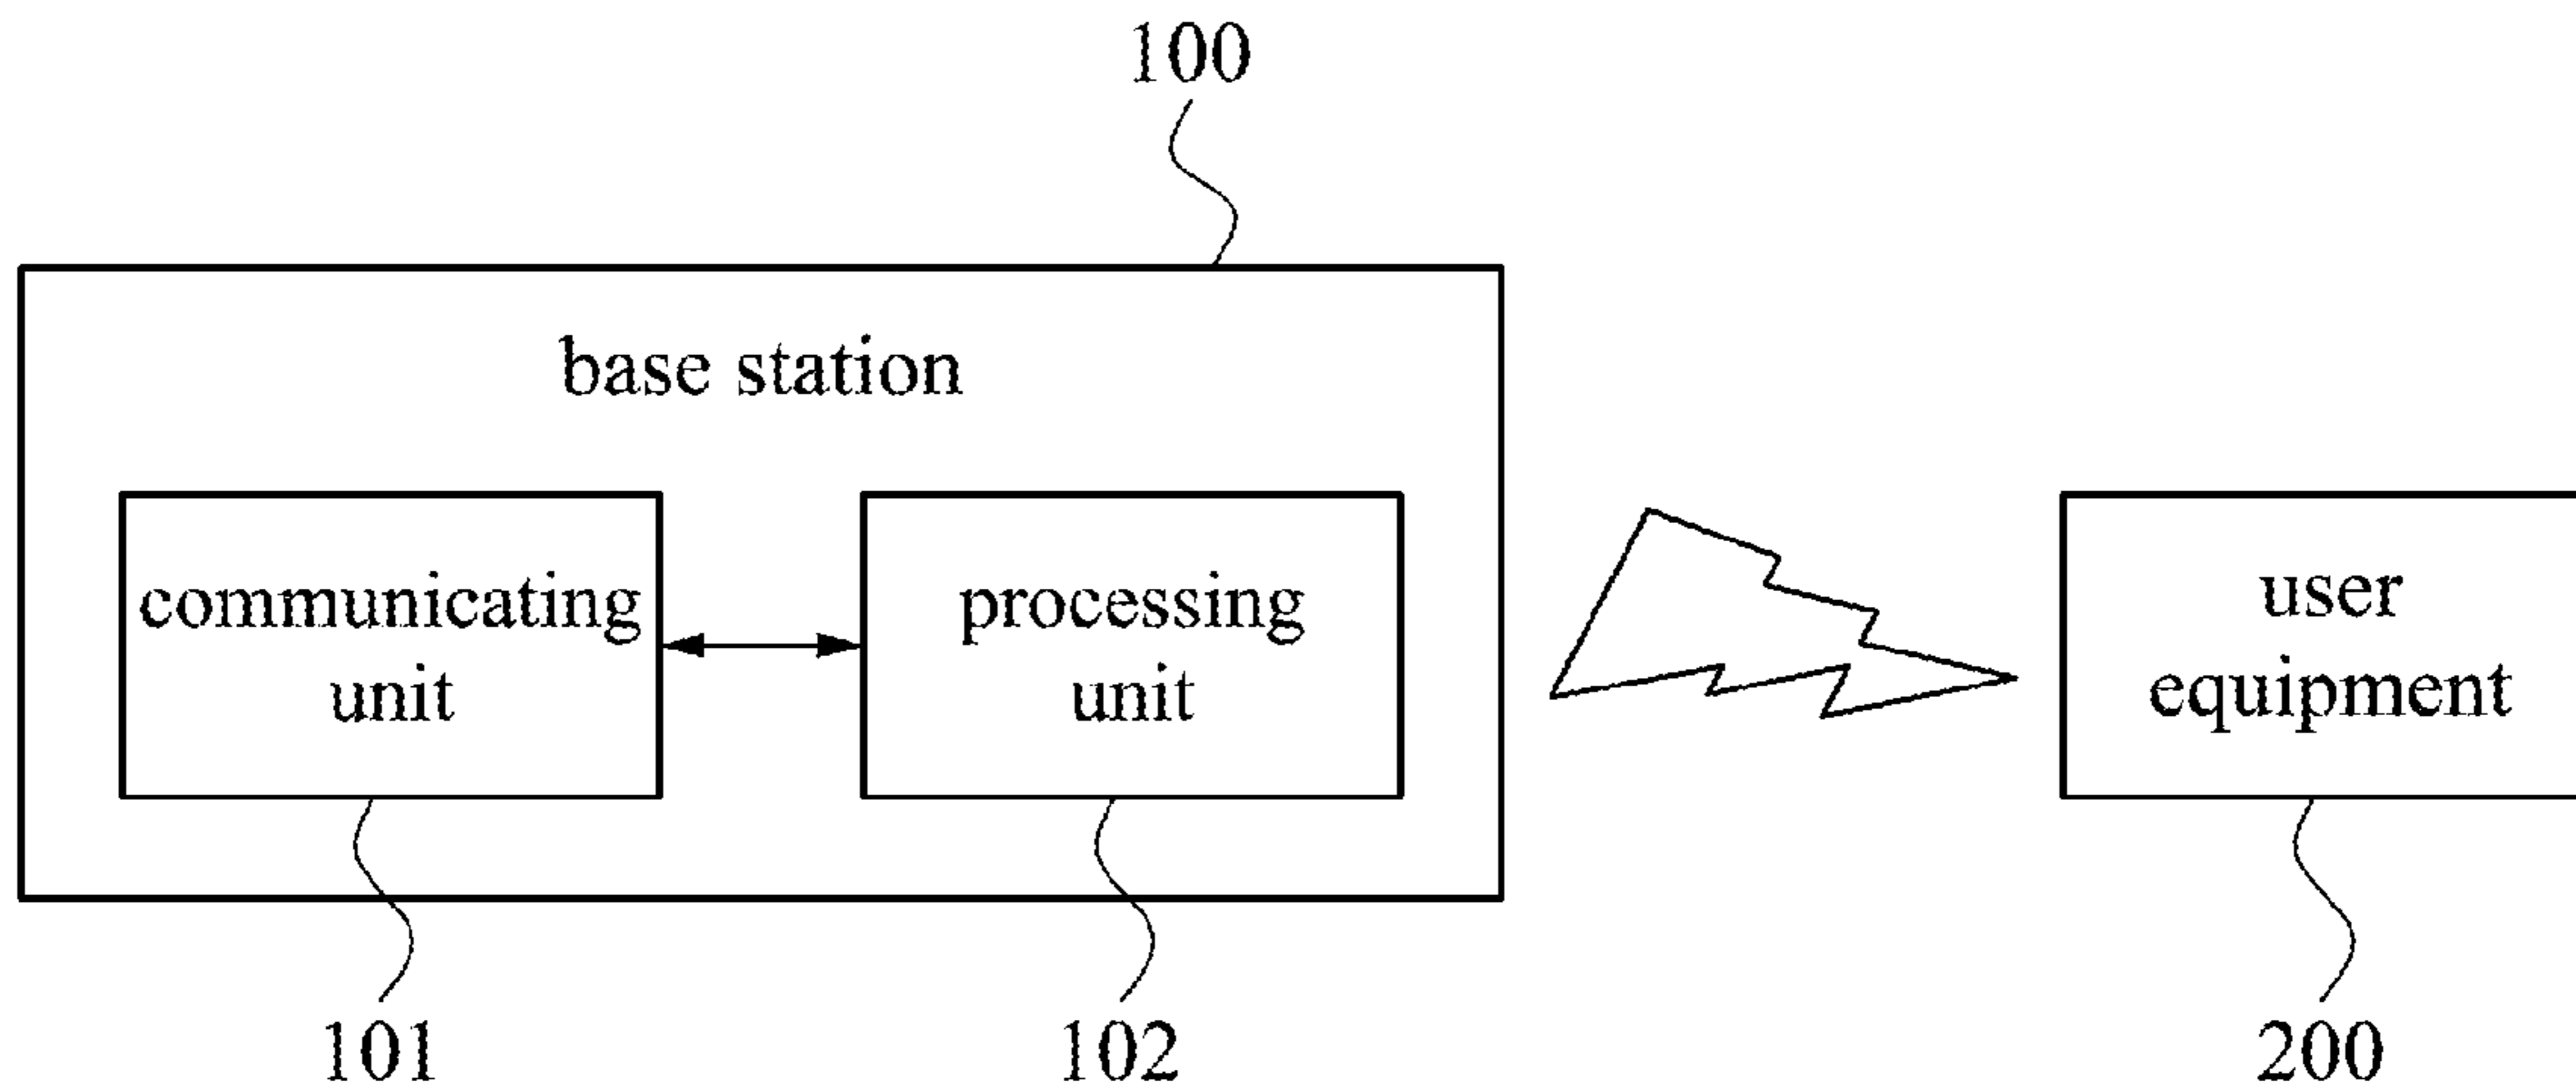 100
base station
communicating
unit
processing
unit
user
equipment
101
102
200